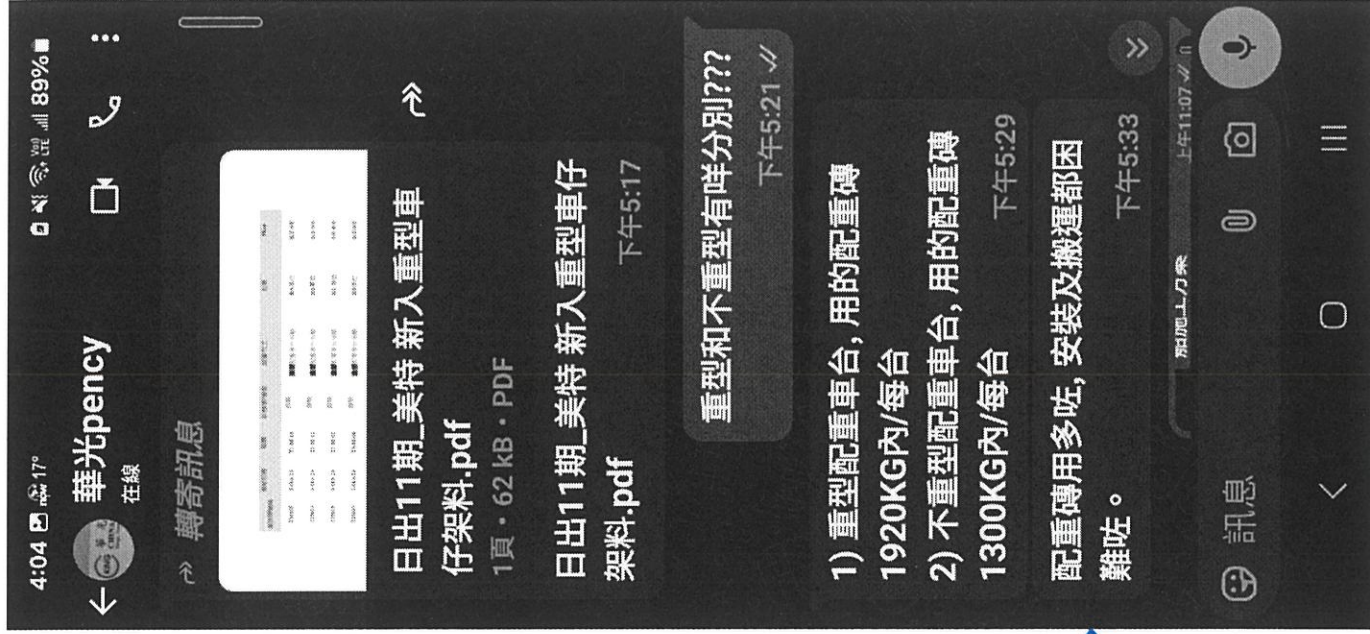 4:04
17°
LTE
89%
華光pency
在線
轉寄訊息
日出11期_美特 新入重型車
仔架料.pdf
1頁 • 62 kB • PDF
日出11期_美特 新入重型車仔
架料.pdf
下午5:17
重型和不重型有咩分別???
下午5:21
1) 重型配重車台, 用的配重磚
1920KG內/每台
2) 不重型配重車台, 用的配重磚
1300KG內/每台
下午5:29
配重磚用多咗, 安裝及搬運都困
難咗。
下午5:33
上午11:07
訊息